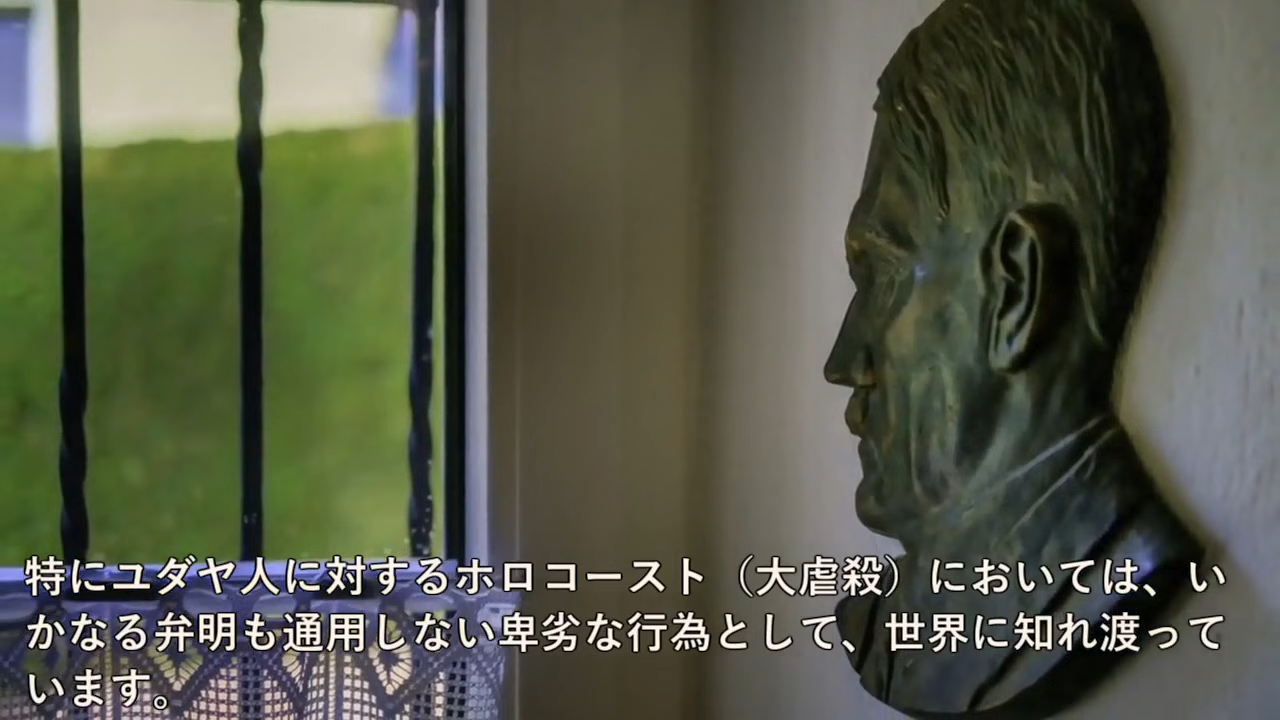 特にユダヤ人に対するホロコースト（大虐殺）においては、い
かなる弁明も通用しない卑劣な行為として、世界に知れ渡って
います。